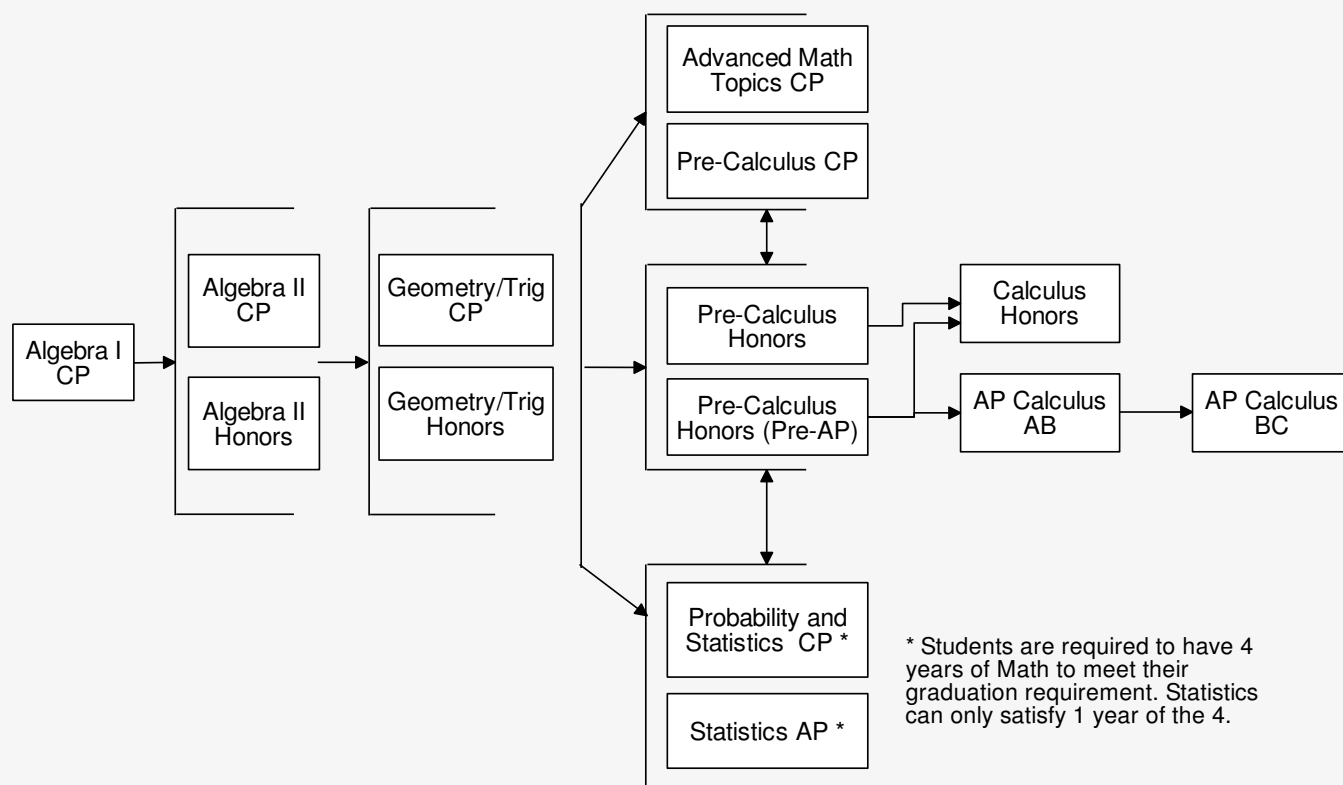 Algebra I
CP
Algebra II
CP
Algebra II
Honors
Geometry/Trig
CP
Geometry/Trig
Honors
Advanced Math
Topics CP
Pre-Calculus CP
Pre-Calculus
Honors
Pre-Calculus
Honors (Pre-AP)
Calculus
Honors
AP Calculus
AB
AP Calculus
BC
Probability and
Statistics CP *
Statistics AP *
* Students are required to have 4
years of Math to meet their
graduation requirement. Statistics
can only satisfy 1 year of the 4.